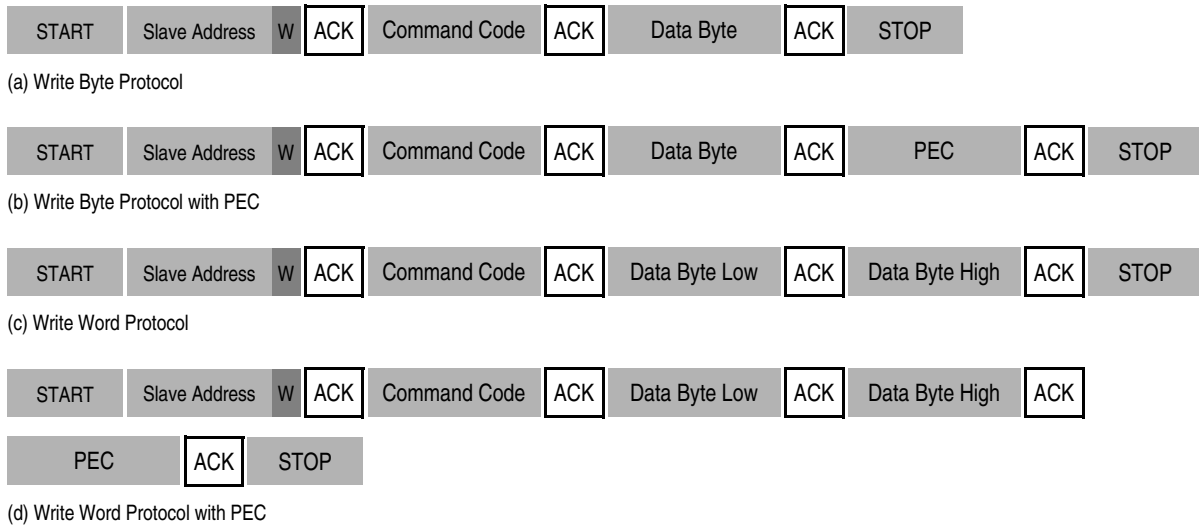 START Slave Address W ACK Command Code ACK Data Byte ACK STOP
(a) Write Byte Protocol
START Slave Address W ACK Command Code ACK Data Byte ACK PEC ACK STOP
(b) Write Byte Protocol with PEC
START Slave Address W ACK Command Code ACK Data Byte Low ACK Data Byte High ACK STOP
(c) Write Word Protocol
START Slave Address W ACK Command Code ACK Data Byte Low ACK Data Byte High ACK
PEC ACK STOP
(d) Write Word Protocol with PEC